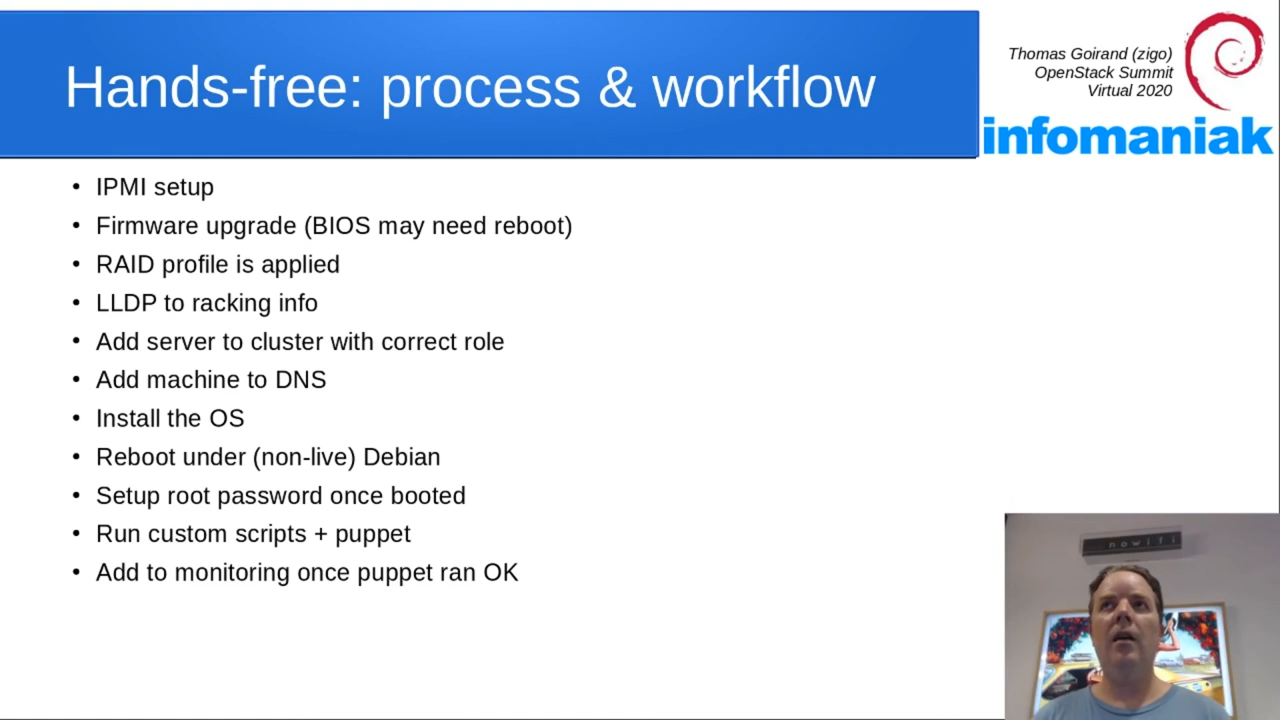 Hands-free: process & workflow
Thomas Goirand (zigo)
OpenStack Summit
Virtual 2020
infomaniak
• IPMI setup
• Firmware upgrade (BIOS may need reboot)
• RAID profile is applied
• LLDP to racking info
• Add server to cluster with correct role
• Add machine to DNS
• Install the OS
• Reboot under (non-live) Debian
• Setup root password once booted
• Run custom scripts + puppet
• Add to monitoring once puppet ran OK
nowifi